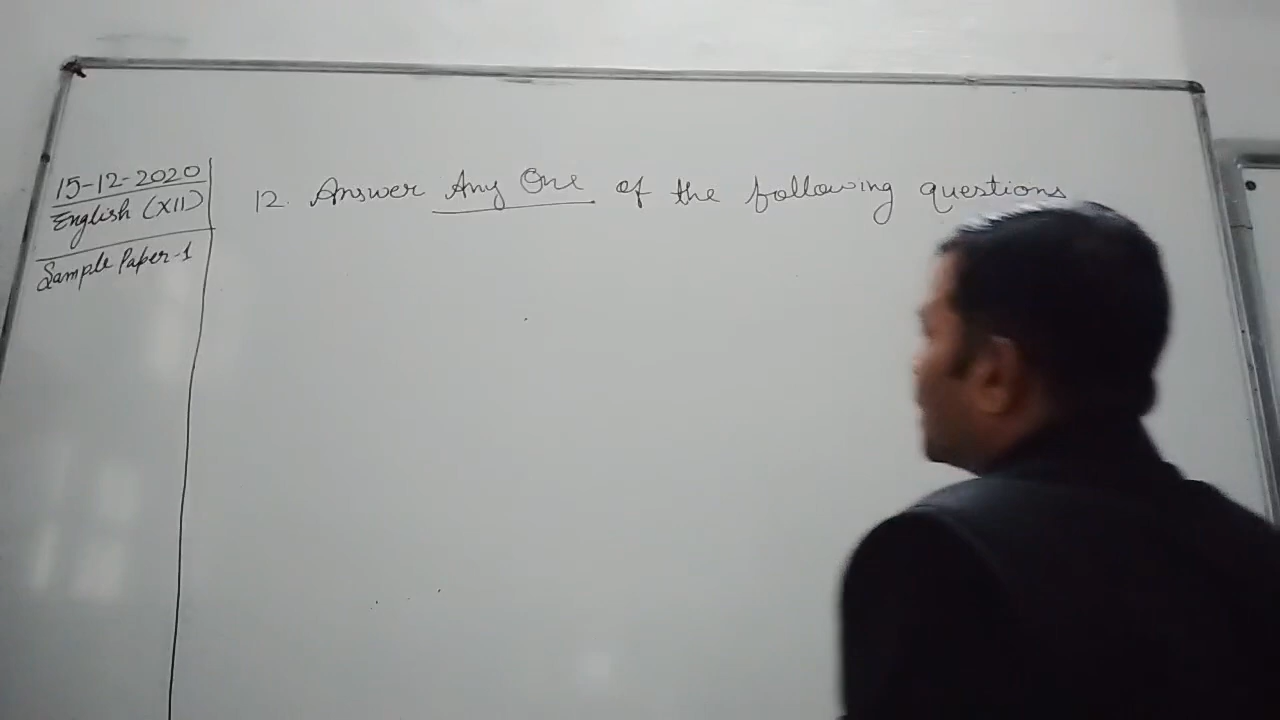 15-12-2020
English (XII)
Sample Paper-1
12. Answer Any One of the following questions